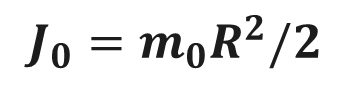 J₀ = m₀R²/2